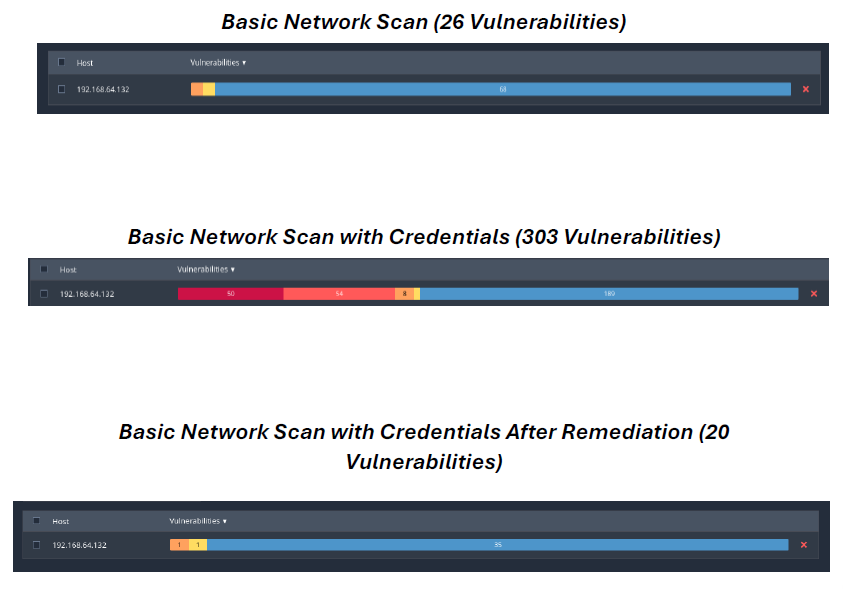 Basic Network Scan (26 Vulnerabilities)
Host Vulnerabilities ▾
192.168.64.132 68 ×
Basic Network Scan with Credentials (303 Vulnerabilities)
Host Vulnerabilities ▾
192.168.64.132 50 54 8 189 ×
Basic Network Scan with Credentials After Remediation (20
Vulnerabilities)
Host Vulnerabilities ▾
192.168.64.132 1 1 35 ×